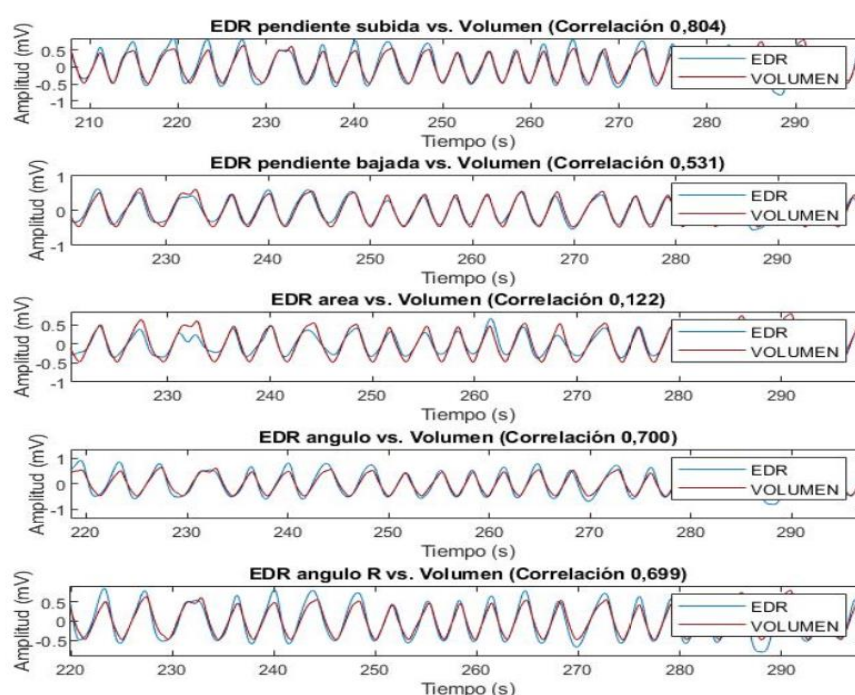 EDR pendiente subida vs. Volumen (Correlación 0,804)
Amplitud (mV)
0.5
0
-0.5
-1
EDR
VOLUMEN
210 220 230 240 250 260 270 280 290
Tiempo (s)
EDR pendiente bajada vs. Volumen (Correlación 0,531)
Amplitud (mV)
1
0
-1
EDR
VOLUMEN
230 240 250 260 270 280 290
Tiempo (s)
EDR area vs. Volumen (Correlación 0,122)
Amplitud (mV)
0.5
0
-0.5
-1
EDR
VOLUMEN
230 240 250 260 270 280 290
Tiempo (s)
EDR angulo vs. Volumen (Correlación 0,700)
Amplitud (mV)
1
0
-1
EDR
VOLUMEN
220 230 240 250 260 270 280 290
Tiempo (s)
EDR angulo R vs. Volumen (Correlación 0,699)
Amplitud (mV)
0.5
0
-0.5
EDR
VOLUMEN
220 230 240 250 260 270 280 290
Tiempo (s)